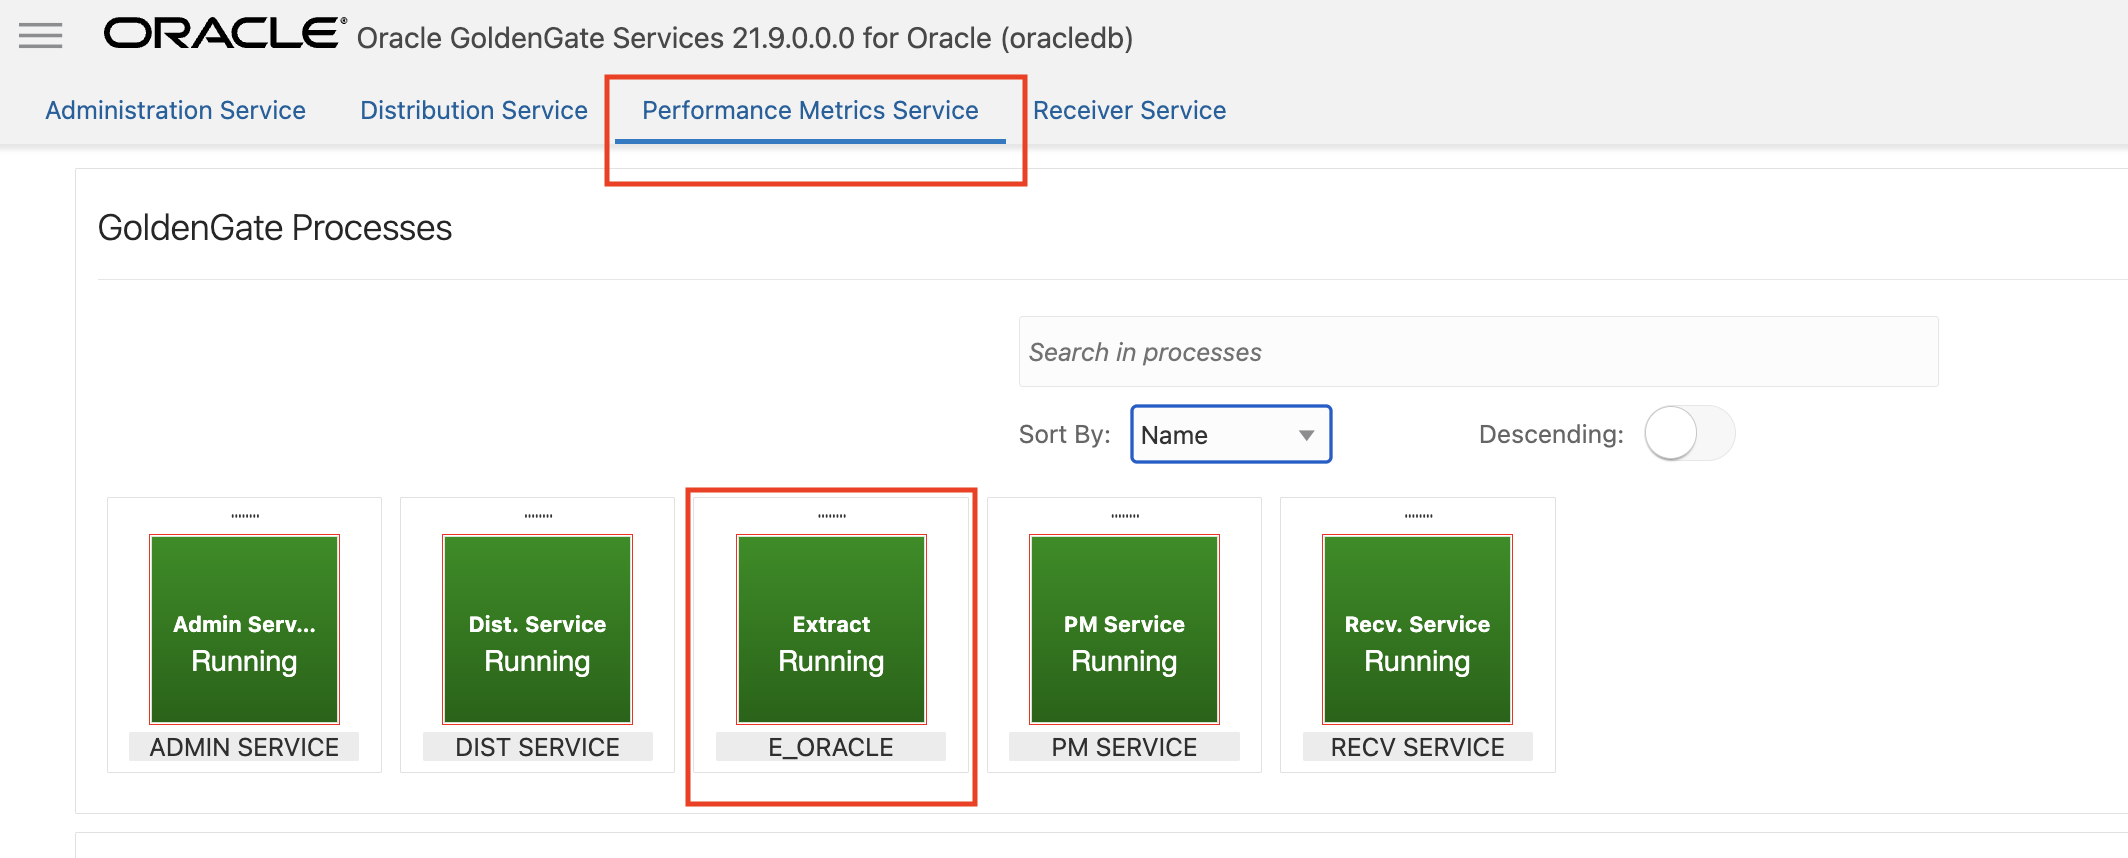 ORACLE® Oracle GoldenGate Services 21.9.0.0.0 for Oracle (oracledb)
Administration Service Distribution Service Performance Metrics Service Receiver Service
GoldenGate Processes
Search in processes
Sort By: Name Descending:
Admin Serv... Dist. Service Extract PM Service Recv. Service
Running Running Running Running Running
ADMIN SERVICE DIST SERVICE E_ORACLE PM SERVICE RECV SERVICE